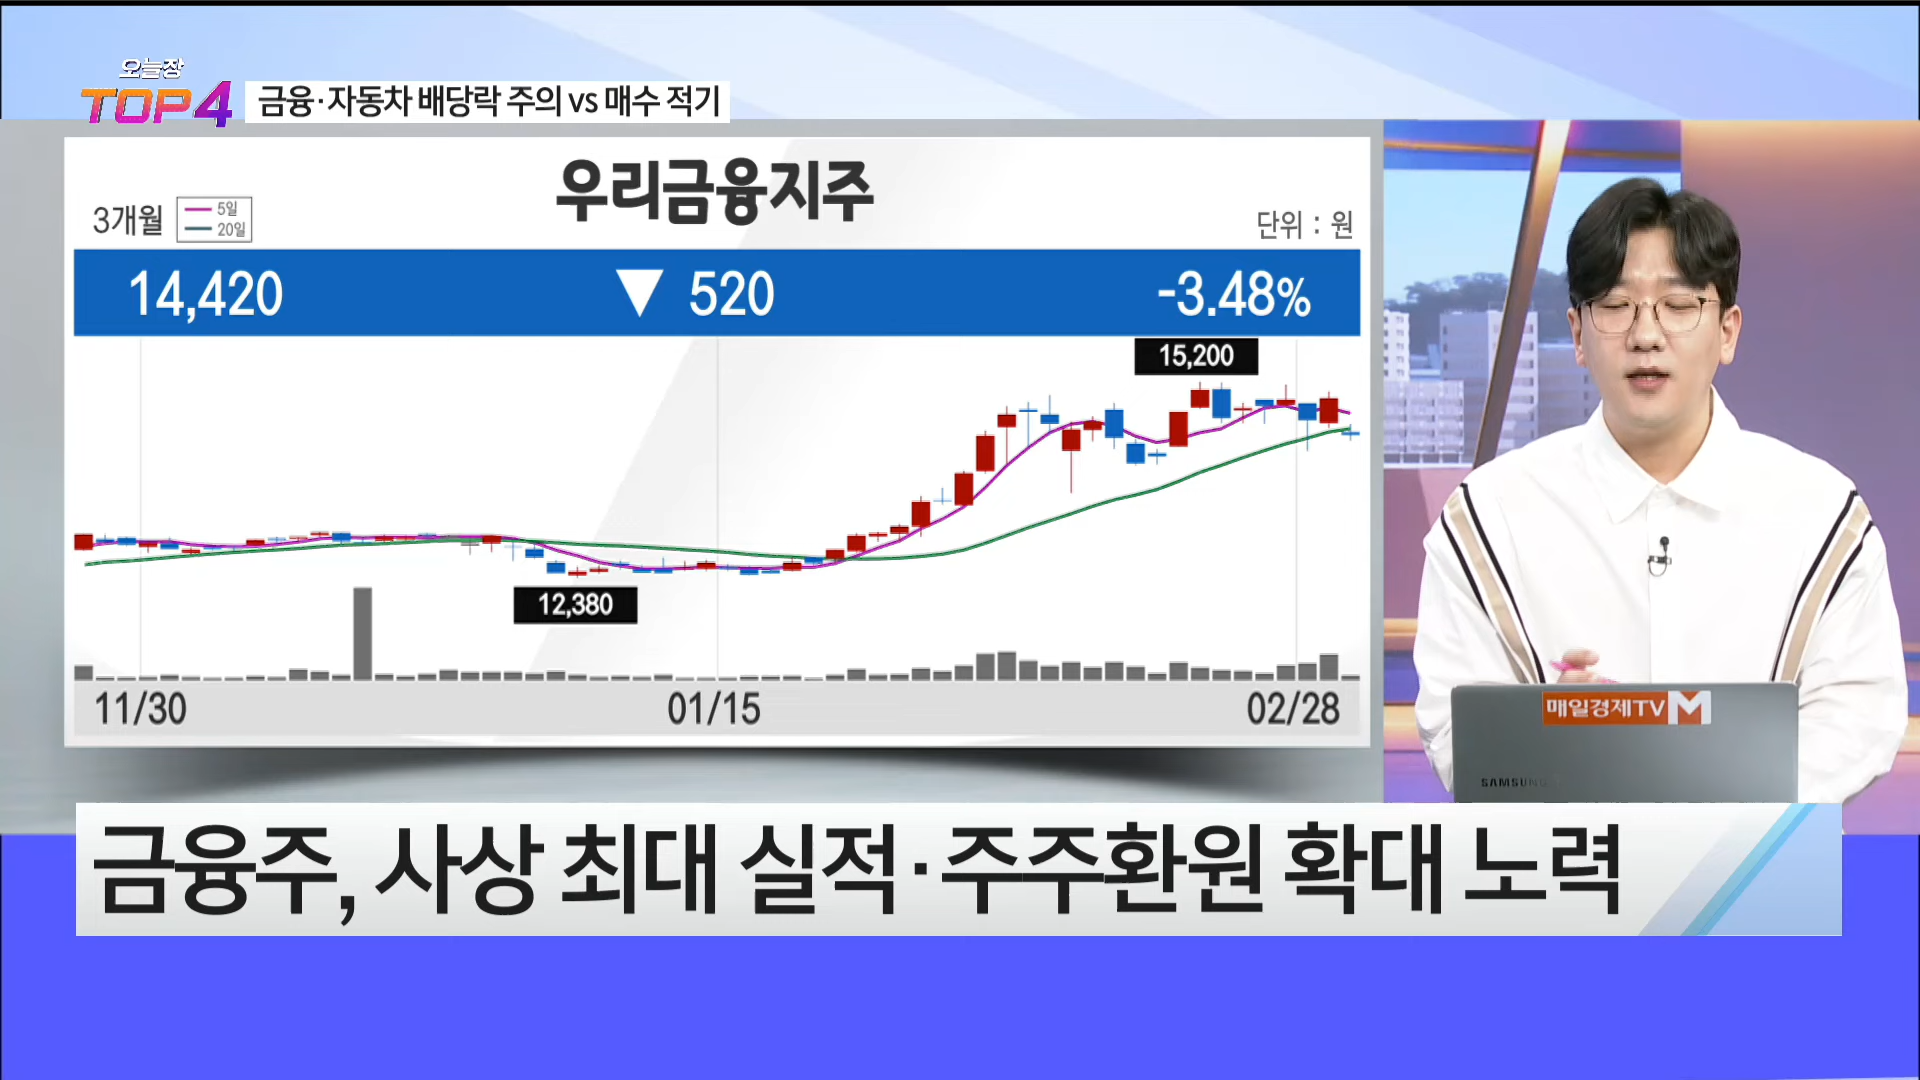 오늘장
TOP4
금융·자동차 배당락 주의 vs 매수 적기
우리금융지주
3개월
5일
20일
단위 : 원
14,420 ▼ 520 -3.48%
15,200
12,380
11/30 01/15 02/28
매일경제TV M
SAMSUNG
금융주, 사상 최대 실적·주주환원 확대 노력